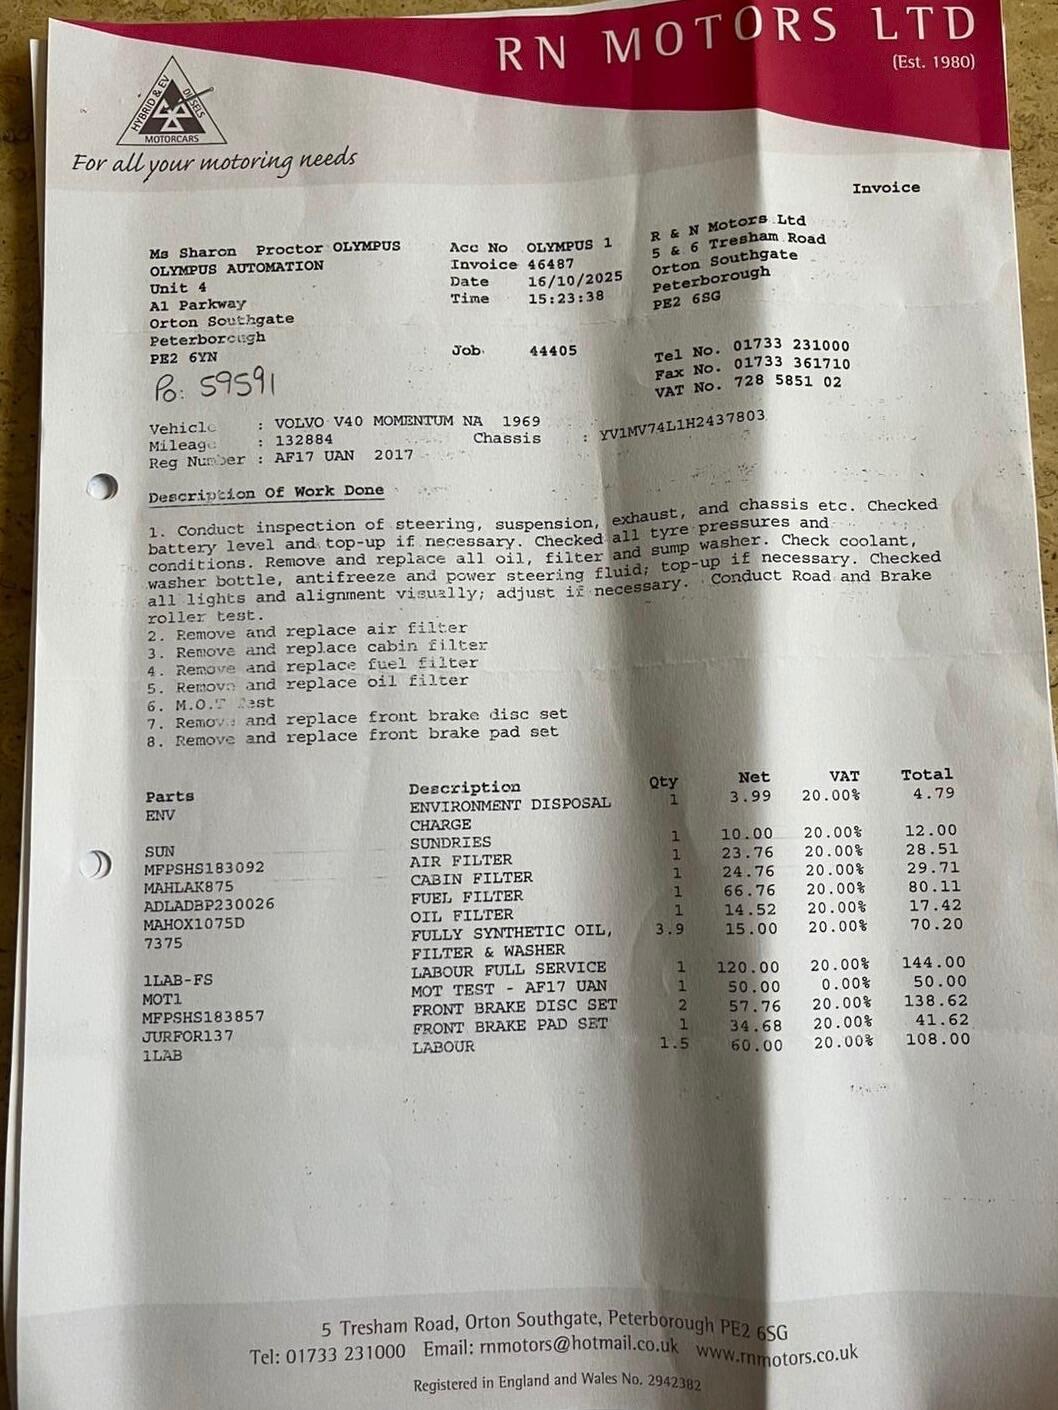 RN MOTORS LTD
(Est. 1980)
HYBRID & EV DIESELS
MOTORCARS
For all your motoring needs
Invoice
Ms Sharon Proctor OLYMPUS
OLYMPUS AUTOMATION
Unit 4
A1 Parkway
Orton Southgate
Peterborough
PE2 6YN
PO: 59591
Acc No OLYMPUS 1
Invoice 46487
Date 16/10/2025
Time 15:23:38
Job 44405
R & N Motors Ltd
5 & 6 Tresham Road
Orton Southgate
Peterborough
PE2 6SG
Tel No. 01733 231000
Fax No. 01733 361710
VAT No. 728 5851 02
Vehicle : VOLVO V40 MOMENTUM NA 1969
Mileage : 132884 Chassis : YV1MV74L1H2437803
Reg Number : AF17 UAN 2017
Description Of Work Done
1. Conduct inspection of steering, suspension, exhaust, and chassis etc. Checked
battery level and top-up if necessary. Checked all tyre pressures and
conditions. Remove and replace all oil, filter and sump washer. Check coolant,
washer bottle, antifreeze and power steering fluid; top-up if necessary. Checked
all lights and alignment visually; adjust if necessary. Conduct Road and Brake
roller test.
2. Remove and replace air filter
3. Remove and replace cabin filter
4. Remove and replace fuel filter
5. Remove and replace oil filter
6. M.O.T Test
7. Remove and replace front brake disc set
8. Remove and replace front brake pad set
Parts Description Qty Net VAT Total
ENV ENVIRONMENT DISPOSAL 1 3.99 20.00% 4.79
CHARGE
SUN SUNDRIES 1 10.00 20.00% 12.00
MFPSHS183092 AIR FILTER 1 23.76 20.00% 28.51
MAHLAK875 CABIN FILTER 1 24.76 20.00% 29.71
ADLADBP230026 FUEL FILTER 1 66.76 20.00% 80.11
MAHOX1075D OIL FILTER 1 14.52 20.00% 17.42
7375 FULLY SYNTHETIC OIL, 3.9 15.00 20.00% 70.20
FILTER & WASHER
1LAB-FS LABOUR FULL SERVICE 1 120.00 20.00% 144.00
MOT1 MOT TEST - AF17 UAN 1 50.00 0.00% 50.00
MFPSHS183857 FRONT BRAKE DISC SET 2 57.76 20.00% 138.62
JURFOR137 FRONT BRAKE PAD SET 1 34.68 20.00% 41.62
1LAB LABOUR 1.5 60.00 20.00% 108.00
5 Tresham Road, Orton Southgate, Peterborough PE2 6SG
Tel: 01733 231000 Email: rnmotors@hotmail.co.uk www.rnmotors.co.uk
Registered in England and Wales No. 2942382